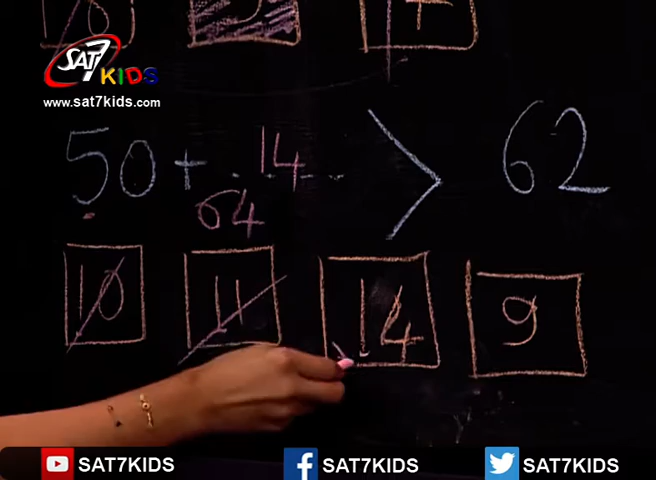 SAT7
KIDS
www.sat7kids.com
50 + ..14... > 62
64
10 11 14 9
SAT7KIDS SAT7KIDS SAT7KIDS